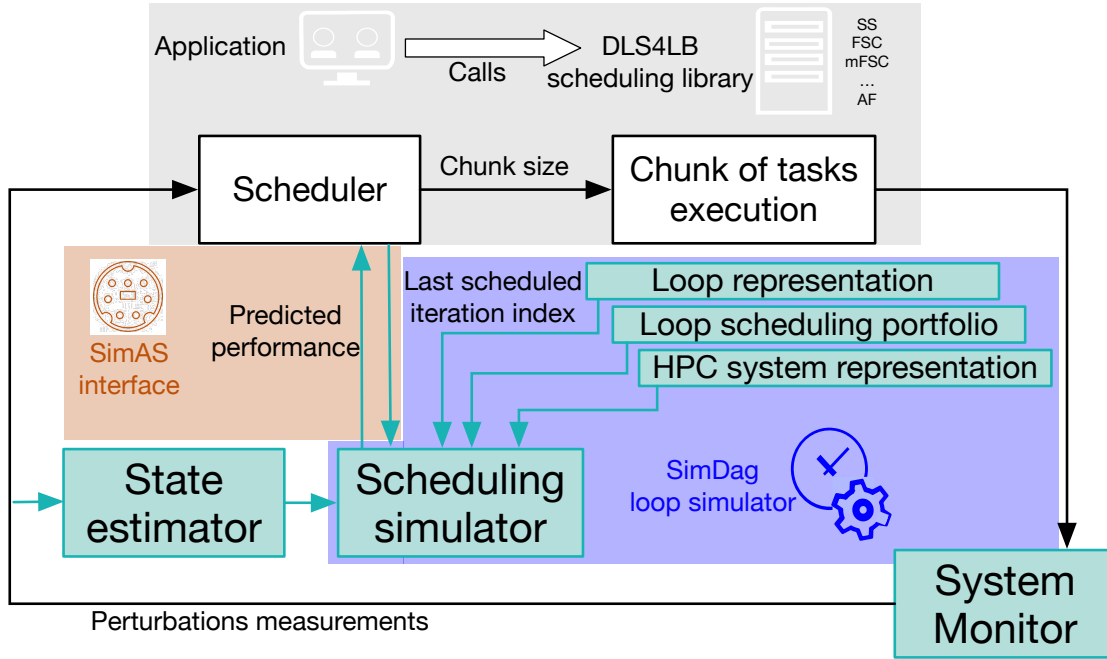 Application
Calls
DLS4LB
scheduling library
SS
FSC
mFSC
...
AF
Scheduler
Chunk size
Chunk of tasks
execution
SimAS
interface
Predicted
performance
Last scheduled
iteration index
Loop representation
Loop scheduling portfolio
HPC system representation
State
estimator
Scheduling
simulator
SimDag
loop simulator
System
Monitor
Perturbations measurements